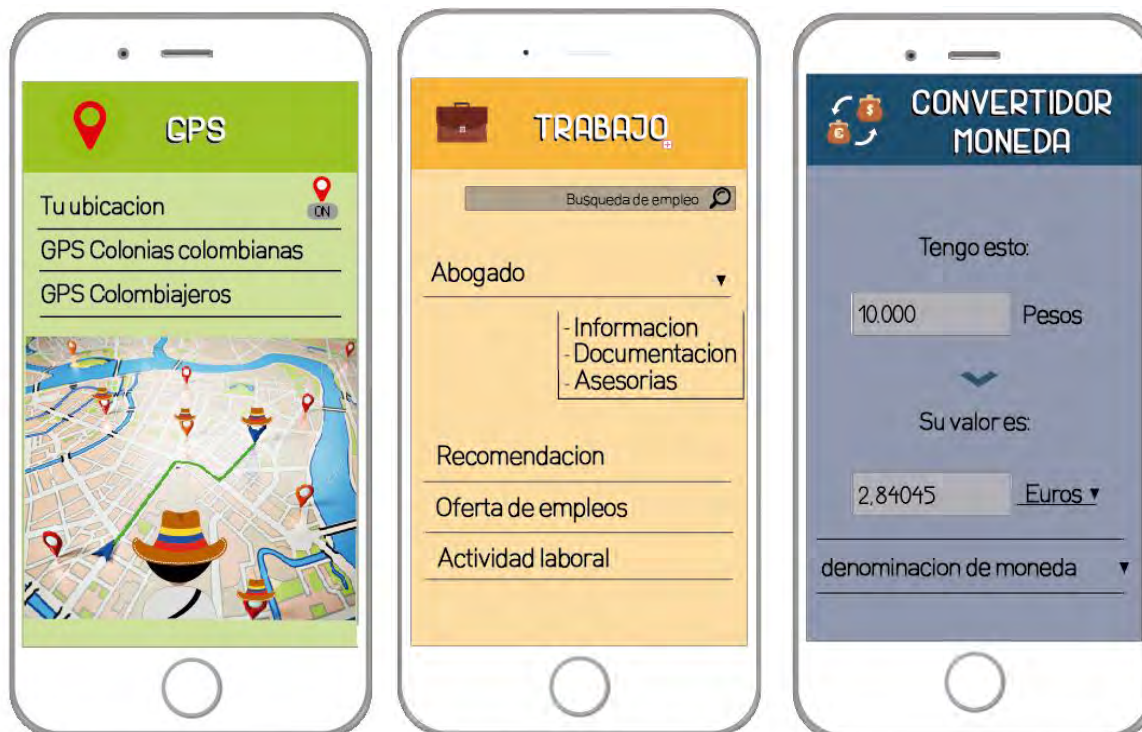 GPS
Tu ubicacion
ON
GPS Colonias colombianas
GPS Colombiajeros
TRABAJO
Busqueda de empleo
Abogado
- Informacion
- Documentacion
- Asesorias
Recomendacion
Oferta de empleos
Actividad laboral
CONVERTIDOR
MONEDA
Tengo esto:
10.000 Pesos
Su valor es:
2,84045 Euros
denominacion de moneda